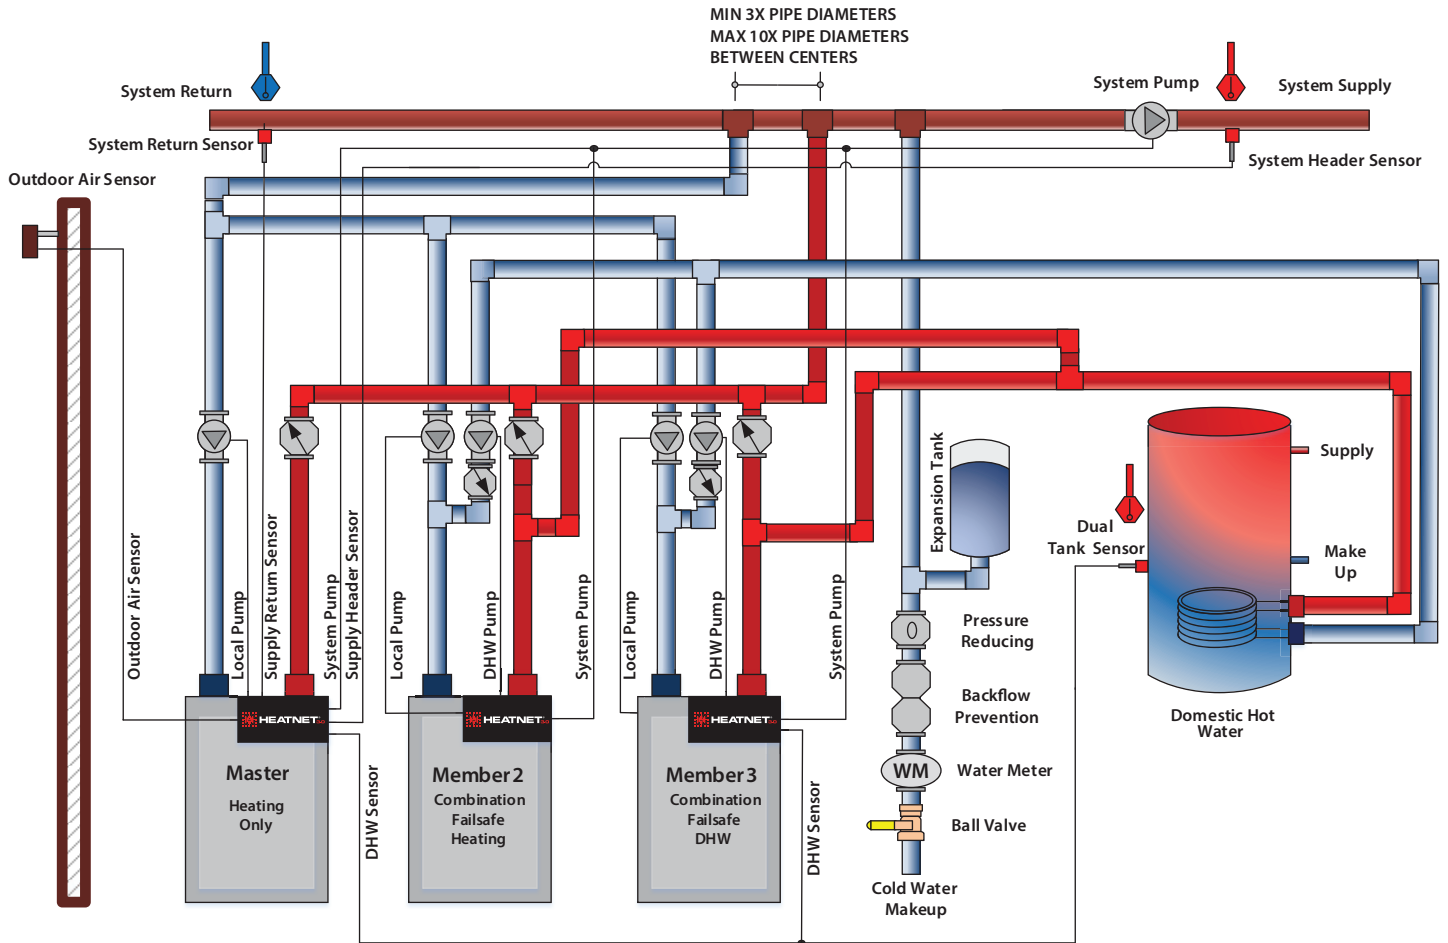 MIN 3X PIPE DIAMETERS
MAX 10X PIPE DIAMETERS
BETWEEN CENTERS
System Return
System Pump
System Supply
System Return Sensor
System Header Sensor
Outdoor Air Sensor
Expansion Tank
Supply
Dual
Tank Sensor
Make
Up
Outdoor Air Sensor
Local Pump
Supply Return Sensor
System Pump
Supply Header Sensor
Local Pump
DHW Pump
System Pump
Local Pump
DHW Pump
System Pump
Pressure
Reducing
Backflow
Prevention
Domestic Hot
Water
HEATNET
HEATNET
HEATNET
Master
Heating
Only
DHW Sensor
Member 2
Combination
Failsafe
Heating
Member 3
Combination
Failsafe
DHW
DHW Sensor
WM
Water Meter
Ball Valve
Cold Water
Makeup